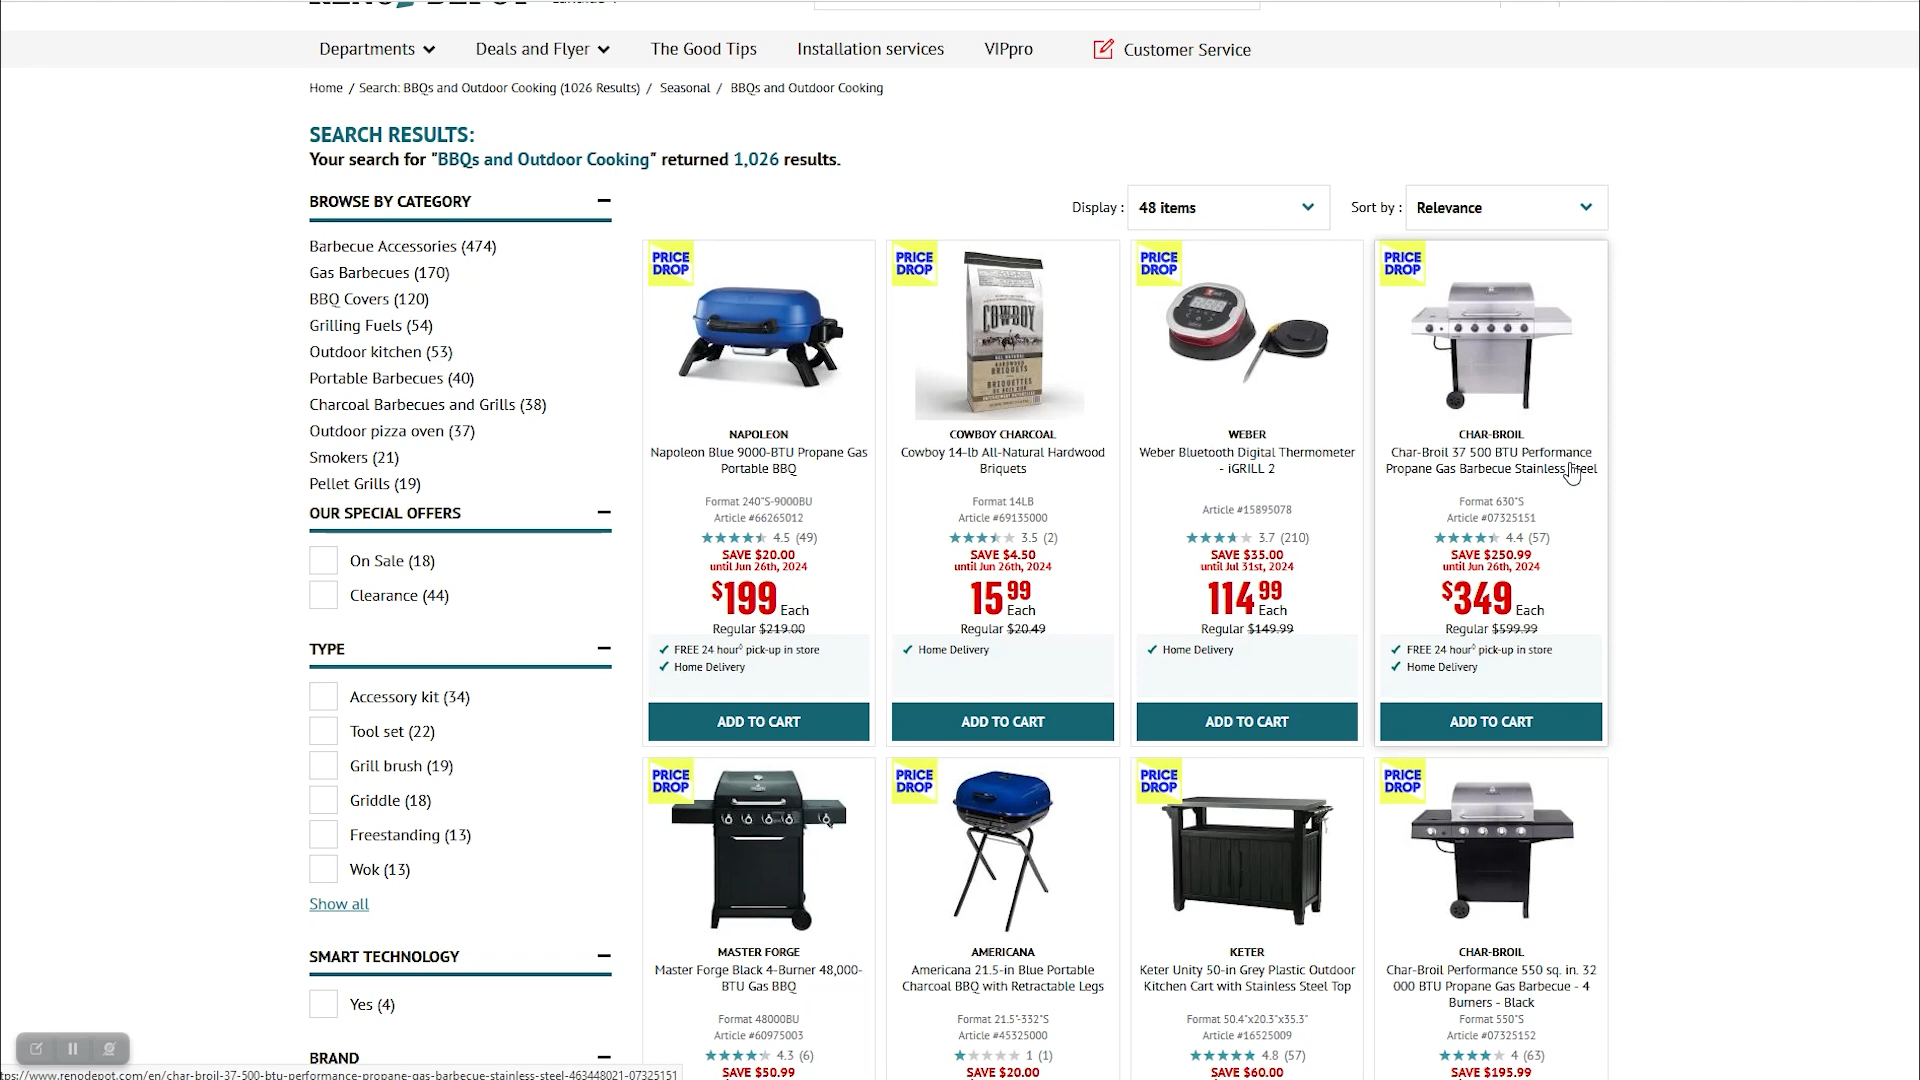 Departments
Deals and Flyer
The Good Tips
Installation services
VIPpro
Customer Service
Home / Search: BBQs and Outdoor Cooking (1026 Results) / Seasonal / BBQs and Outdoor Cooking
SEARCH RESULTS:
Your search for "BBQs and Outdoor Cooking" returned 1,026 results.
BROWSE BY CATEGORY
Barbecue Accessories (474)
Gas Barbecues (170)
BBQ Covers (120)
Grilling Fuels (54)
Outdoor kitchen (53)
Portable Barbecues (40)
Charcoal Barbecues and Grills (38)
Outdoor pizza oven (37)
Smokers (21)
Pellet Grills (19)
OUR SPECIAL OFFERS
On Sale (18)
Clearance (44)
TYPE
Accessory kit (34)
Tool set (22)
Grill brush (19)
Griddle (18)
Freestanding (13)
Wok (13)
Show all
SMART TECHNOLOGY
Yes (4)
BRAND
Display :
48 items
Sort by :
Relevance
PRICE
DROP
NAPOLEON
Napoleon Blue 9000-BTU Propane Gas
Portable BBQ
Format 240"S-9000BU
Article #66265012
4.5 (49)
SAVE $20.00
until Jun 26th, 2024
$199 Each
Regular $219.00
FREE 24 hour◊ pick-up in store
Home Delivery
ADD TO CART
PRICE
DROP
COWBOY
BRIQUETS
BRIQUETTES
COWBOY CHARCOAL
Cowboy 14-lb All-Natural Hardwood
Briquets
Format 14LB
Article #69135000
3.5 (2)
SAVE $4.50
until Jun 26th, 2024
15 99 Each
Regular $20.49
Home Delivery
ADD TO CART
PRICE
DROP
WEBER
Weber Bluetooth Digital Thermometer
- iGRILL 2
Article #15895078
3.7 (210)
SAVE $35.00
until Jul 31st, 2024
114 99 Each
Regular $149.99
Home Delivery
ADD TO CART
PRICE
DROP
CHAR-BROIL
Char-Broil 37 500 BTU Performance
Propane Gas Barbecue Stainless Steel
Format 630"S
Article #07325151
4.4 (57)
SAVE $250.99
until Jun 26th, 2024
$349 Each
Regular $599.99
FREE 24 hour◊ pick-up in store
Home Delivery
ADD TO CART
PRICE
DROP
MASTER FORGE
Master Forge Black 4-Burner 48,000-
BTU Gas BBQ
Format 48000BU
Article #60975003
4.3 (6)
SAVE $50.99
PRICE
DROP
AMERICANA
Americana 21.5-in Blue Portable
Charcoal BBQ with Retractable Legs
Format 21.5"-332"S
Article #45325000
1 (1)
SAVE $20.00
PRICE
DROP
KETER
Keter Unity 50-in Grey Plastic Outdoor
Kitchen Cart with Stainless Steel Top
Format 50.4"x20.3"x35.3"
Article #16525009
4.8 (57)
SAVE $60.00
PRICE
DROP
CHAR-BROIL
Char-Broil Performance 550 sq. in. 32
000 BTU Propane Gas Barbecue - 4
Burners - Black
Format 550"S
Article #07325152
4 (63)
SAVE $195.99
tps://www.renodepot.com/en/char-broil-37-500-btu-performance-propane-gas-barbecue-stainless-steel-463448021-07325151